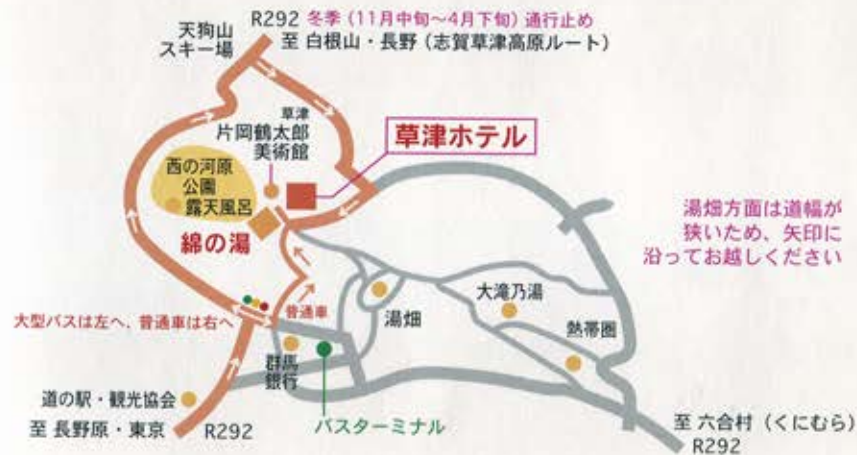 R292 冬季(11月中旬〜4月下旬)通行止め
至 白根山・長野(志賀草津高原ルート)
天狗山
スキー場
草津
片岡鶴太郎
美術館
草津ホテル
西の河原
公園
露天風呂
綿の湯
湯畑方面は道幅が
狭いため、矢印に
沿ってお越しください
大型バスは左へ、普通車は右へ
普通車
湯畑
大滝乃湯
熱帯圏
群馬
銀行
バスターミナル
道の駅・観光協会
至 長野原・東京
R292
至 六合村(くにむら)
R292